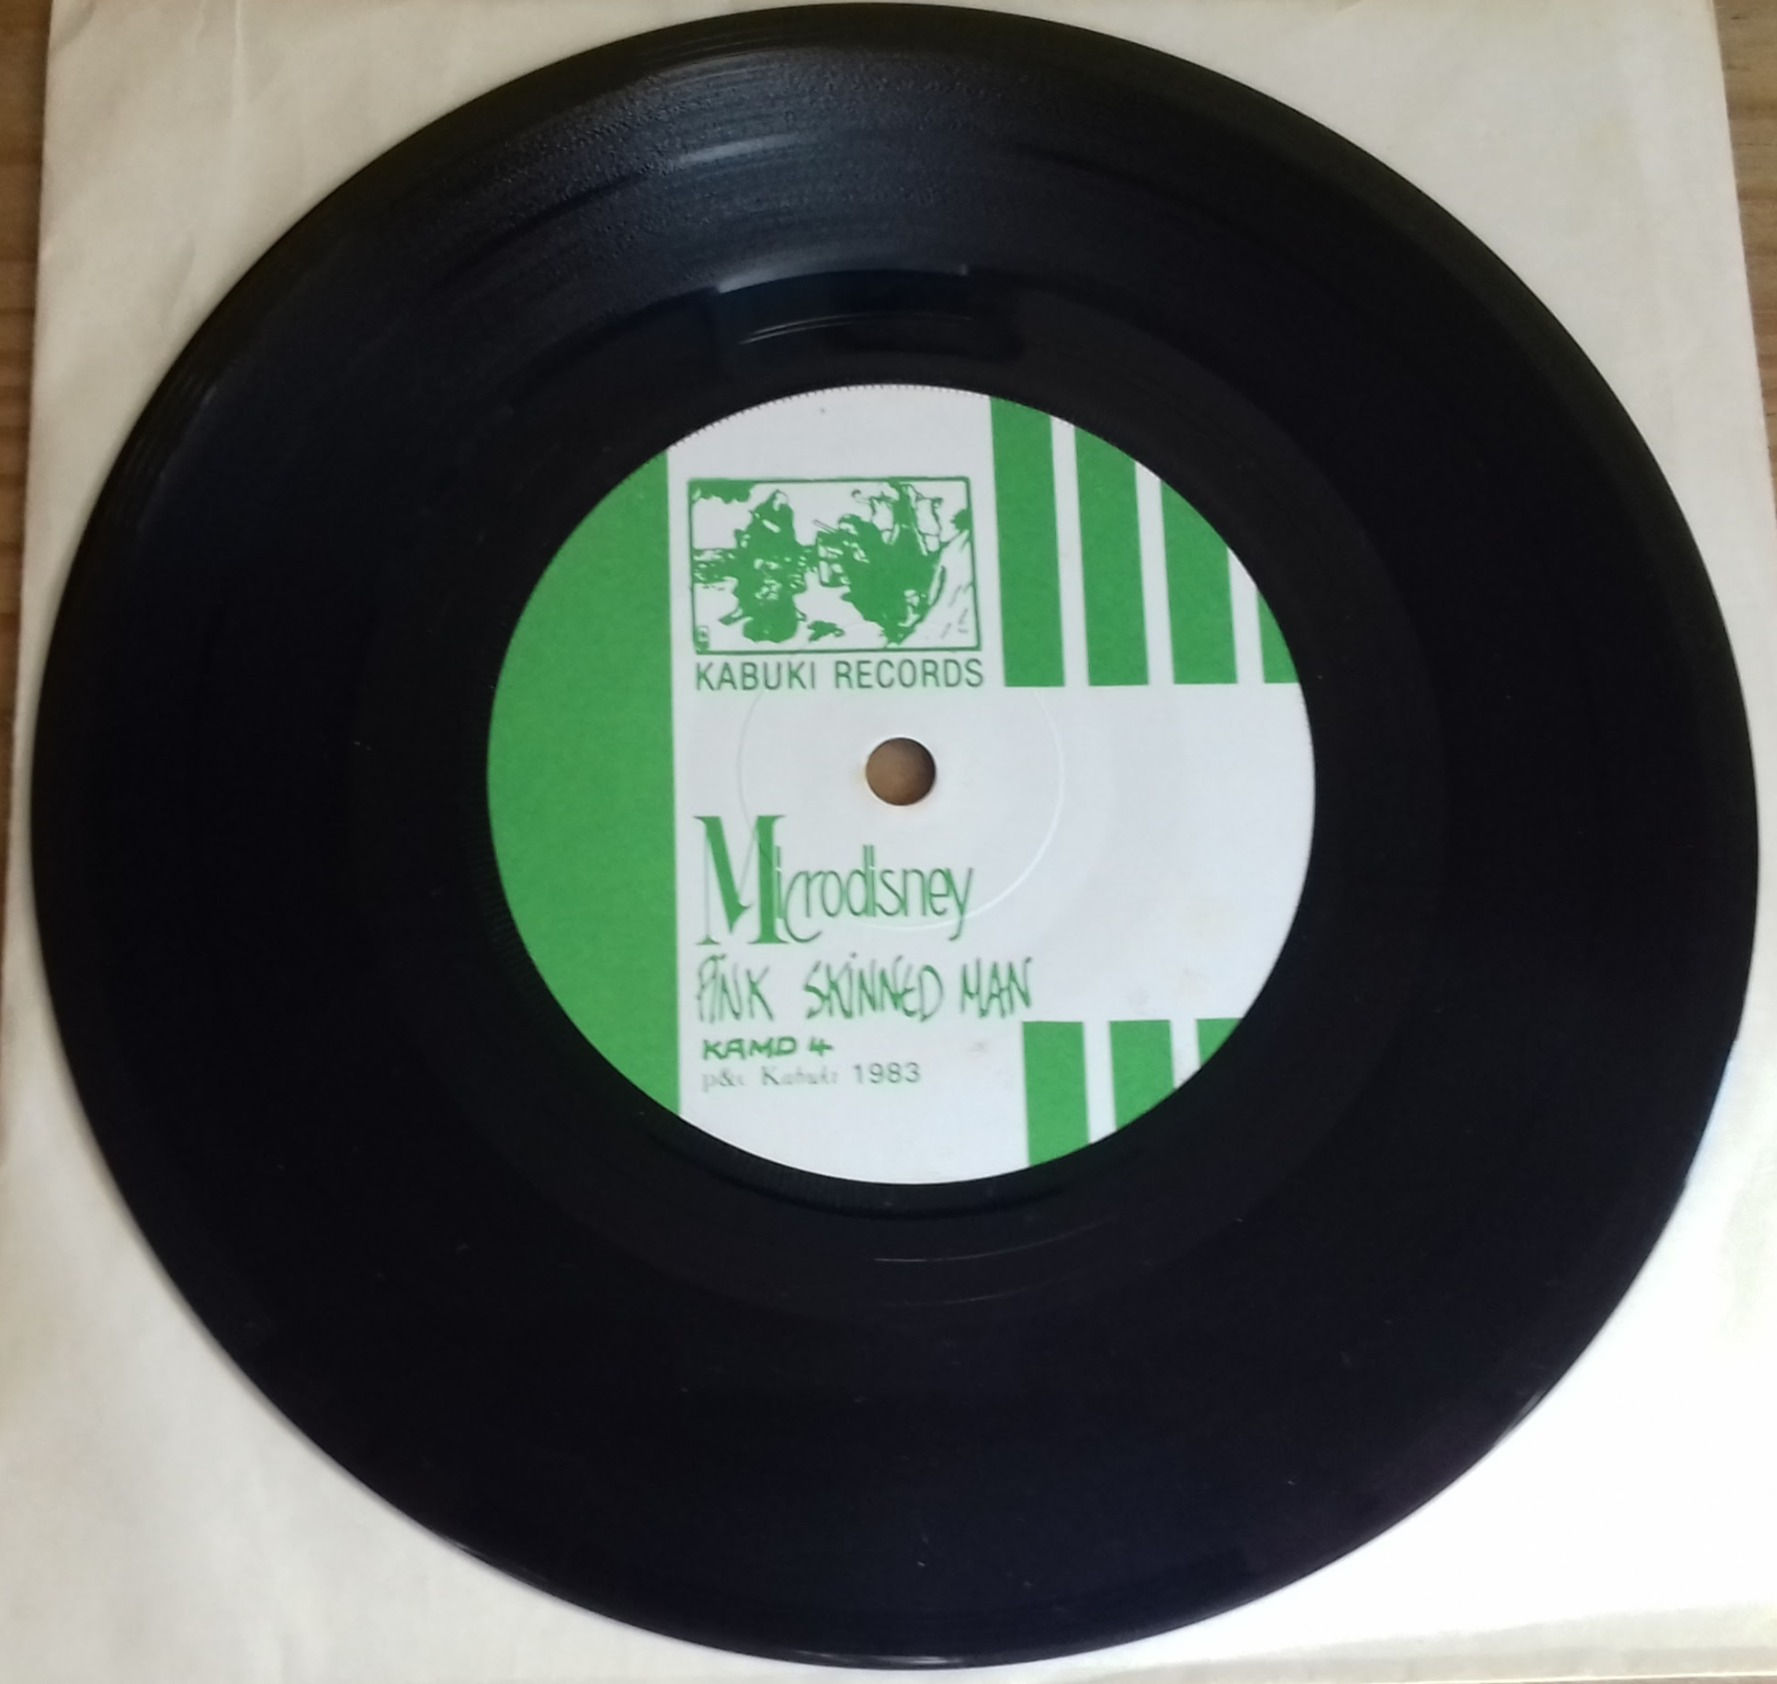 KABUKI RECORDS
Microdisney
PINK SKINNED MAN
KAMD 4
p&c Kabuki 1983